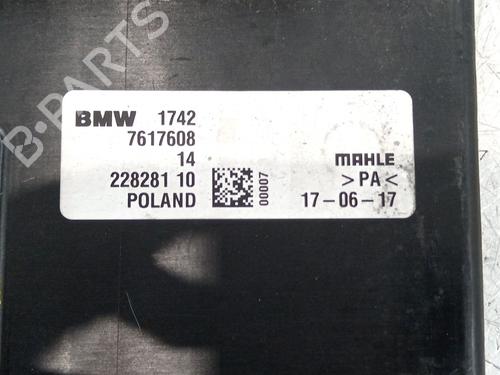 B-PARTS
BMW 1742
7617608
14
228281 10
POLAND
00007
MAHLE
>PA<
17-06-17